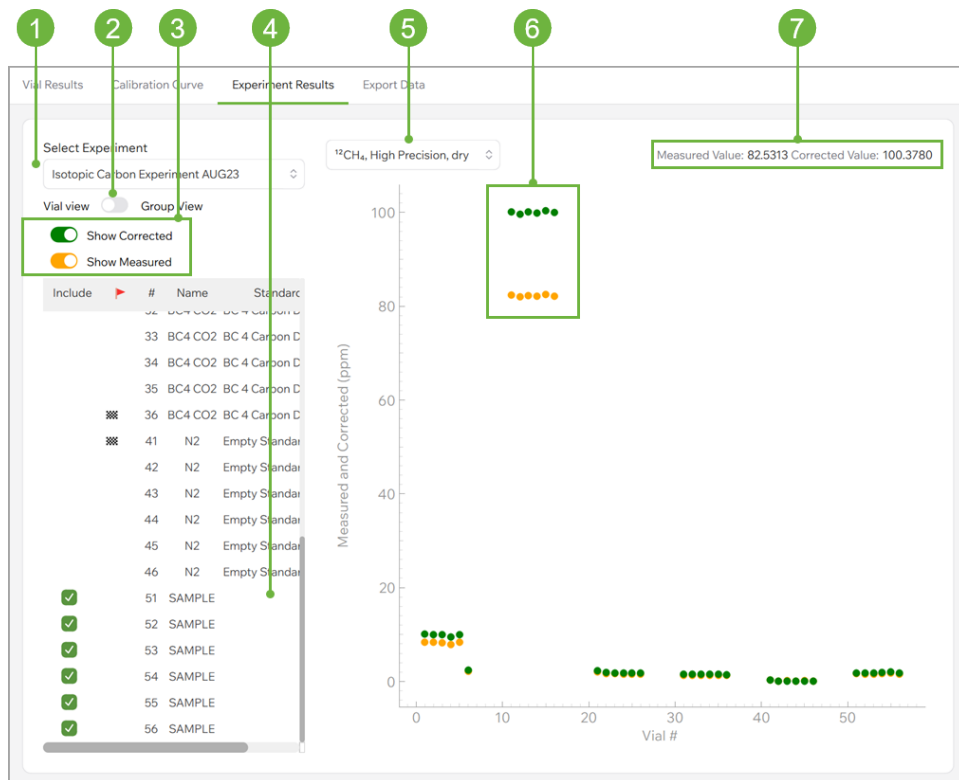 1 2 3 4 5 6 7
Vial Results Calibration Curve Experiment Results Export Data
Select Experiment
Isotopic Carbon Experiment AUG23
Vial view Group View
Show Corrected
Show Measured
Include # Name Standard
32 BC4 CO2 BC 4 Carbon D
33 BC4 CO2 BC 4 Carbon D
34 BC4 CO2 BC 4 Carbon D
35 BC4 CO2 BC 4 Carbon D
36 BC4 CO2 BC 4 Carbon D
41 N2 Empty Standar
42 N2 Empty Standar
43 N2 Empty Standar
44 N2 Empty Standar
45 N2 Empty Standar
46 N2 Empty Standar
51 SAMPLE
52 SAMPLE
53 SAMPLE
54 SAMPLE
55 SAMPLE
56 SAMPLE
¹²CH₄, High Precision, dry
Measured Value: 82.5313 Corrected Value: 100.3780
Measured and Corrected (ppm)
100
80
60
40
20
0
0 10 20 30 40 50
Vial #